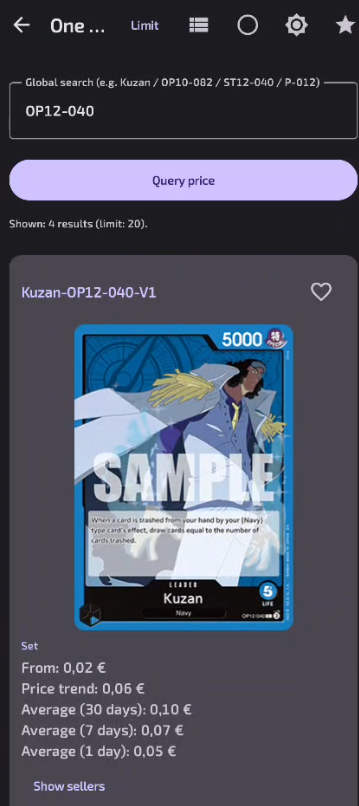 One ...
Limit
Global search (e.g. Kuzan / OP10-082 / ST12-040 / P-012)
OP12-040
Query price
Shown: 4 results (limit: 20).
Kuzan-OP12-040-V1
5000
特
SAMPLE
When a card is trashed from your hand by your {Navy}
type card's effect, draw cards equal to the number of
cards trashed.
LEADER
Kuzan
Navy
5
LIFE
OP12-040
Set
From: 0,02 €
Price trend: 0,06 €
Average (30 days): 0,10 €
Average (7 days): 0,07 €
Average (1 day): 0,05 €
Show sellers